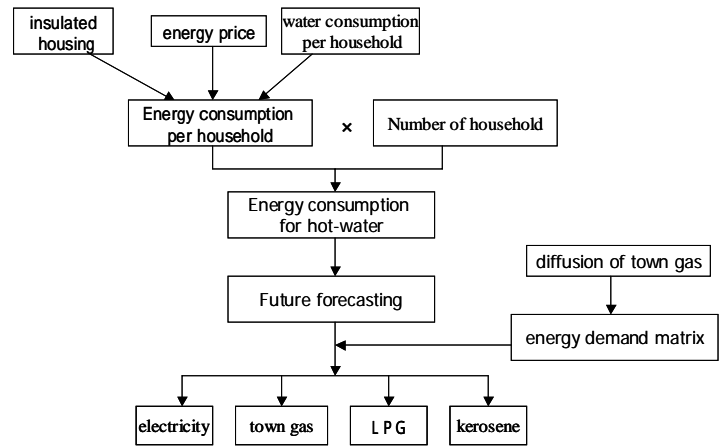 insulated
housing
energy price
water consumption
per household
Energy consumption
per household
×
Number of household
Energy consumption
for hot-water
diffusion of town gas
Future forecasting
energy demand matrix
electricity
town gas
LPG
kerosene